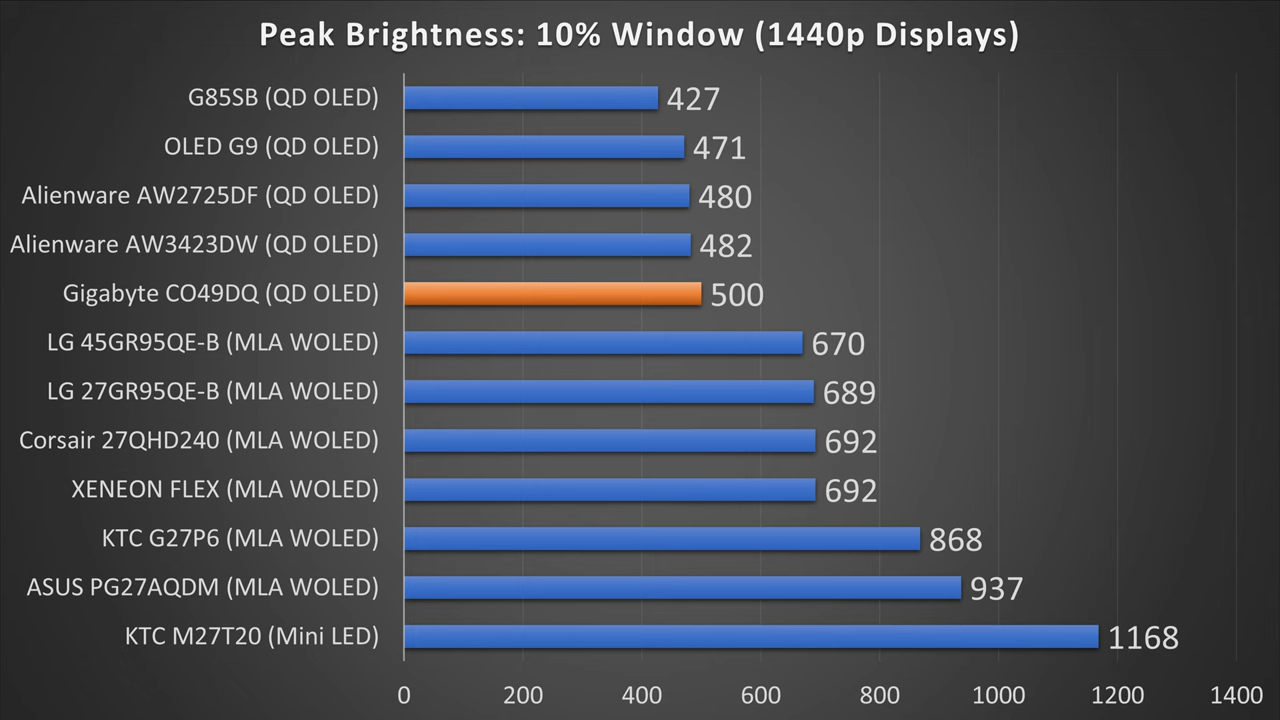 Peak Brightness: 10% Window (1440p Displays)
G85SB (QD OLED) 427
OLED G9 (QD OLED) 471
Alienware AW2725DF (QD OLED) 480
Alienware AW3423DW (QD OLED) 482
Gigabyte CO49DQ (QD OLED) 500
LG 45GR95QE-B (MLA WOLED) 670
LG 27GR95QE-B (MLA WOLED) 689
Corsair 27QHD240 (MLA WOLED) 692
XENEON FLEX (MLA WOLED) 692
KTC G27P6 (MLA WOLED) 868
ASUS PG27AQDM (MLA WOLED) 937
KTC M27T20 (Mini LED) 1168
0 200 400 600 800 1000 1200 1400